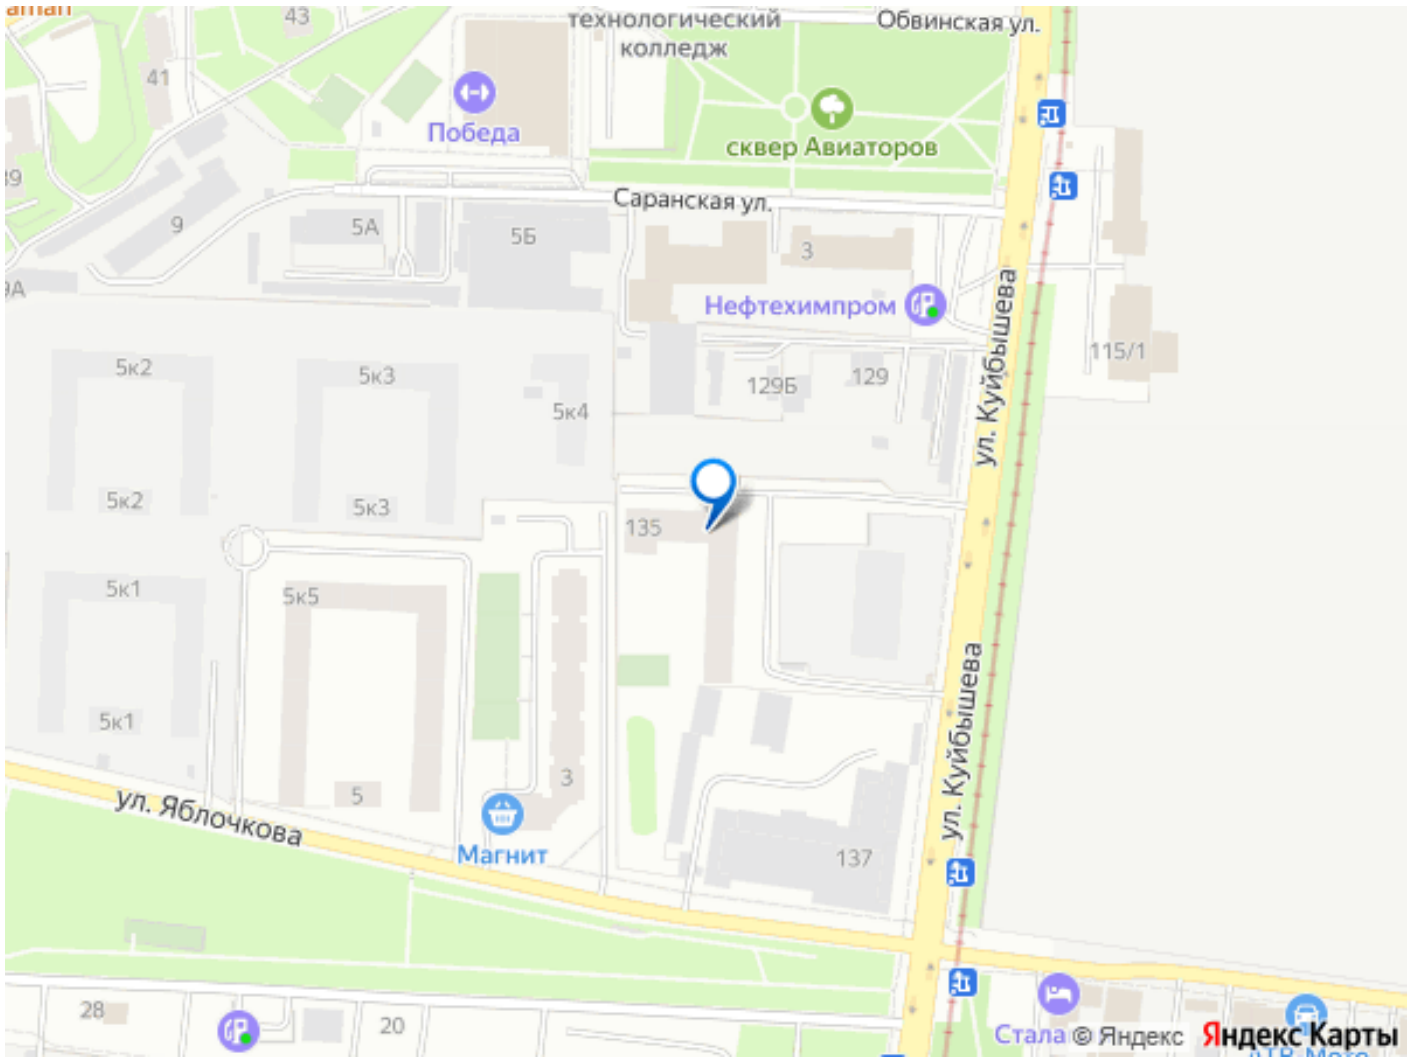 43
технологический
колледж
Обвинская ул.
41
Победа
сквер Авиаторов
Саранская ул.
9
5А
5Б
3
9А
Нефтехимпром
ул. Куйбышева
115/1
5к2
5к3
129Б
129
5к4
5к2
5к3
135
5к1
5к5
ул. Куйбышева
5к1
3
5
ул. Яблочкова
Магнит
137
28
20
Стала
© Яндекс
Яндекс Карты